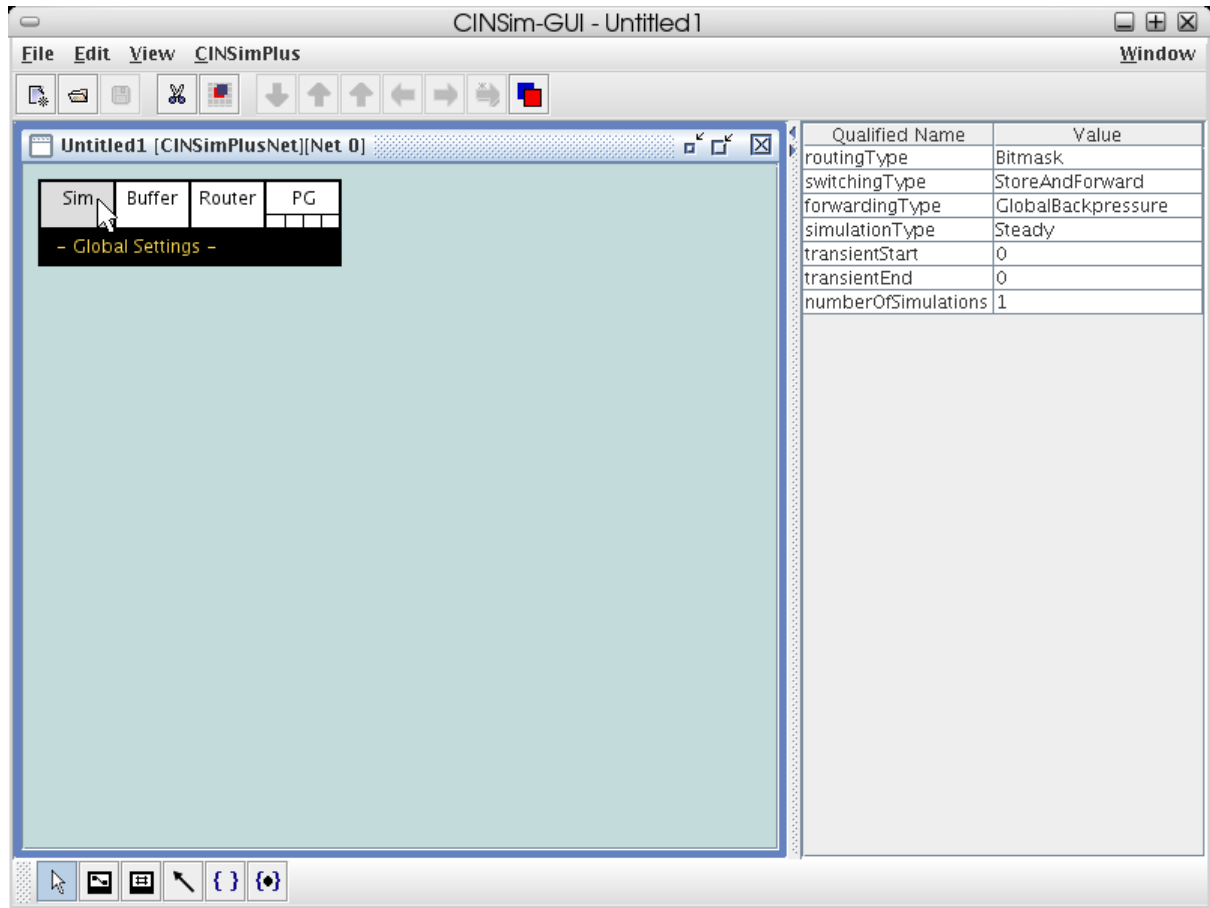 CINSim-GUI - Untitled1
File Edit View CINSimPlus Window
Untitled1 [CINSimPlusNet][Net 0]
Sim Buffer Router PG
- Global Settings -
Qualified Name Value
routingType Bitmask
switchingType StoreAndForward
forwardingType GlobalBackpressure
simulationType Steady
transientStart 0
transientEnd 0
numberOfSimulations 1